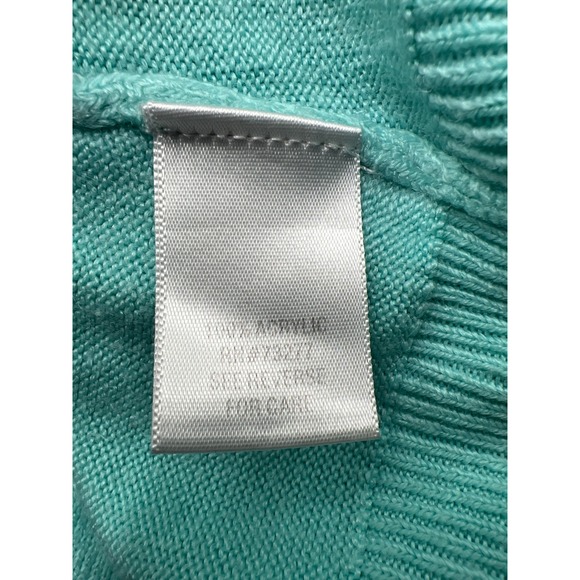 100% ACRYLIC
RN#73277
SEE REVERSE
FOR CARE